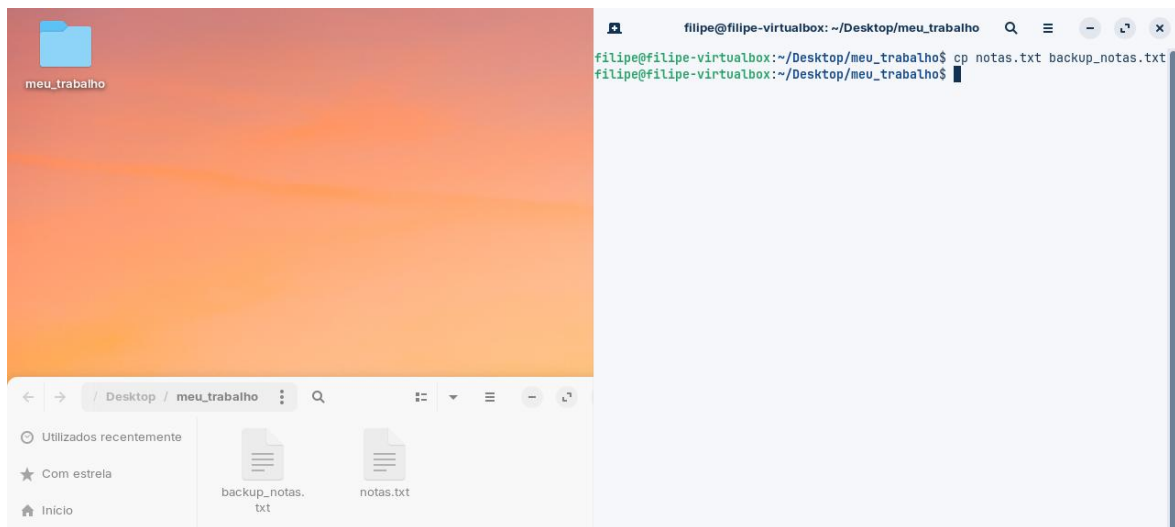 meu_trabalho
filipe@filipe-virtualbox: ~/Desktop/meu_trabalho
filipe@filipe-virtualbox:~/Desktop/meu_trabalho$ cp notas.txt backup_notas.txt
filipe@filipe-virtualbox:~/Desktop/meu_trabalho$
/ Desktop / meu_trabalho
Utilizados recentemente
Com estrela
Início
backup_notas.
txt
notas.txt